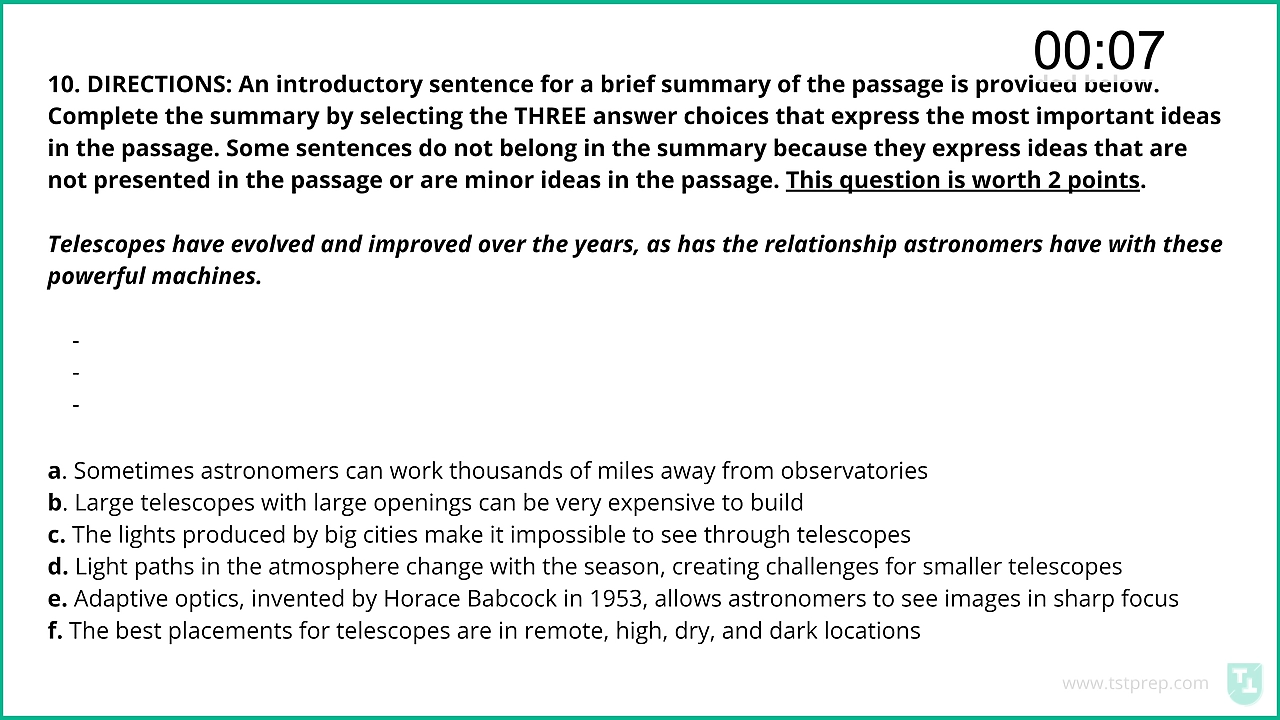 00:07
10. DIRECTIONS: An introductory sentence for a brief summary of the passage is provided below.
Complete the summary by selecting the THREE answer choices that express the most important ideas
in the passage. Some sentences do not belong in the summary because they express ideas that are
not presented in the passage or are minor ideas in the passage. This question is worth 2 points.
Telescopes have evolved and improved over the years, as has the relationship astronomers have with these
powerful machines.
-
-
-
a. Sometimes astronomers can work thousands of miles away from observatories
b. Large telescopes with large openings can be very expensive to build
c. The lights produced by big cities make it impossible to see through telescopes
d. Light paths in the atmosphere change with the season, creating challenges for smaller telescopes
e. Adaptive optics, invented by Horace Babcock in 1953, allows astronomers to see images in sharp focus
f. The best placements for telescopes are in remote, high, dry, and dark locations
www.tstprep.com